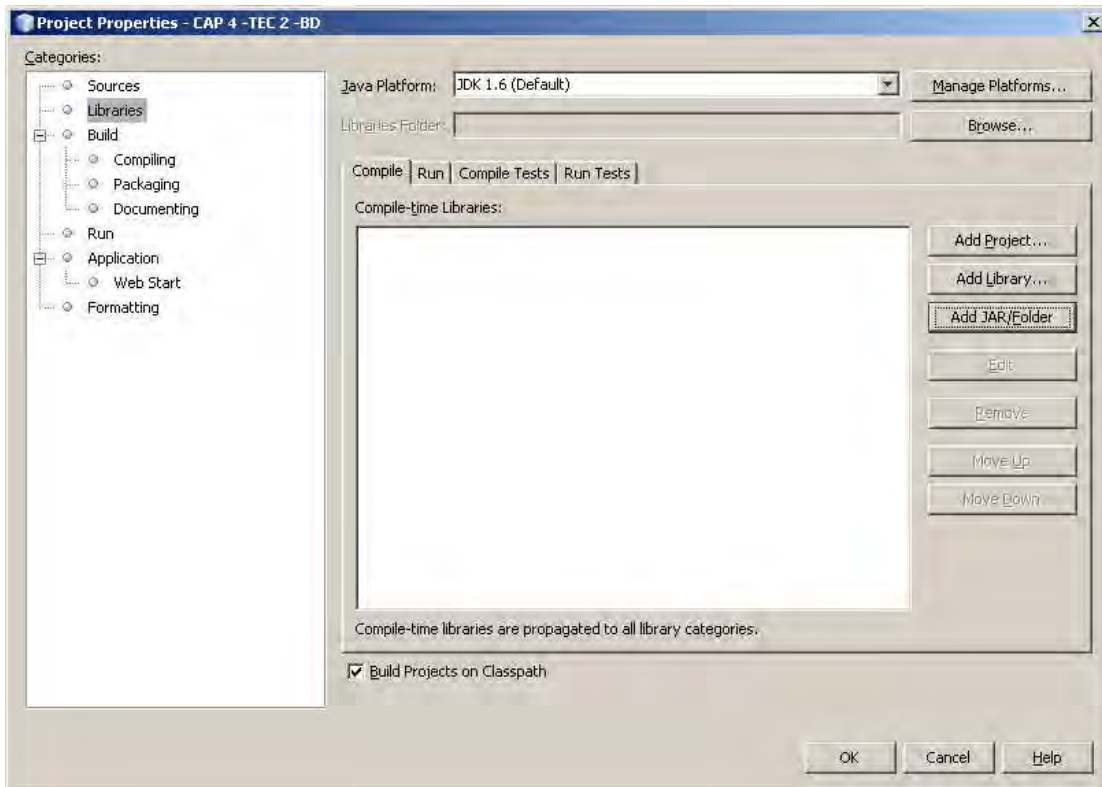 Project Properties - CAP 4 -TEC 2 -BD
Categories:
Sources
Libraries
Build
Compiling
Packaging
Documenting
Run
Application
Web Start
Formatting
Java Platform: JDK 1.6 (Default) Manage Platforms...
Libraries Folder: Browse...
Compile Run Compile Tests Run Tests
Compile-time Libraries:
Add Project...
Add Library...
Add JAR/Folder
Edit
Remove
Move Up
Move Down
Compile-time libraries are propagated to all library categories.
Build Projects on Classpath
OK Cancel Help